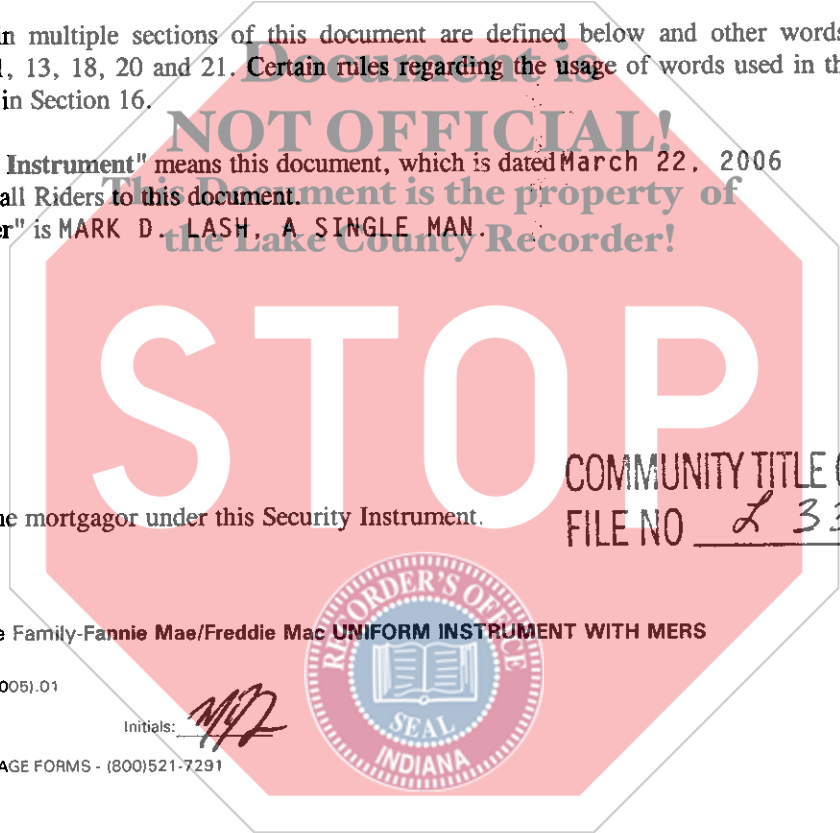 in multiple sections of this document are defined below and other words
, 13, 18, 20 and 21. Certain rules regarding the usage of words used in
in Section 16.
Document is
NOT OFFICIAL!
Instrument" means this document, which is dated March 22, 2006
all Riders to this document.
This Document is the property of
er" is MARK D. LASH, A SINGLE MAN.
the Lake County Recorder!
STOP
COMMUNITY TITLE
mortgagor under this Security Instrument.
FILE NO L 33
RECORDER'S OFFICE
Family-Fannie Mae/Freddie Mac UNIFORM INSTRUMENT WITH MERS
005).01
Initials:
SEAL
INDIANA
AGE FORMS - (800)521-7291